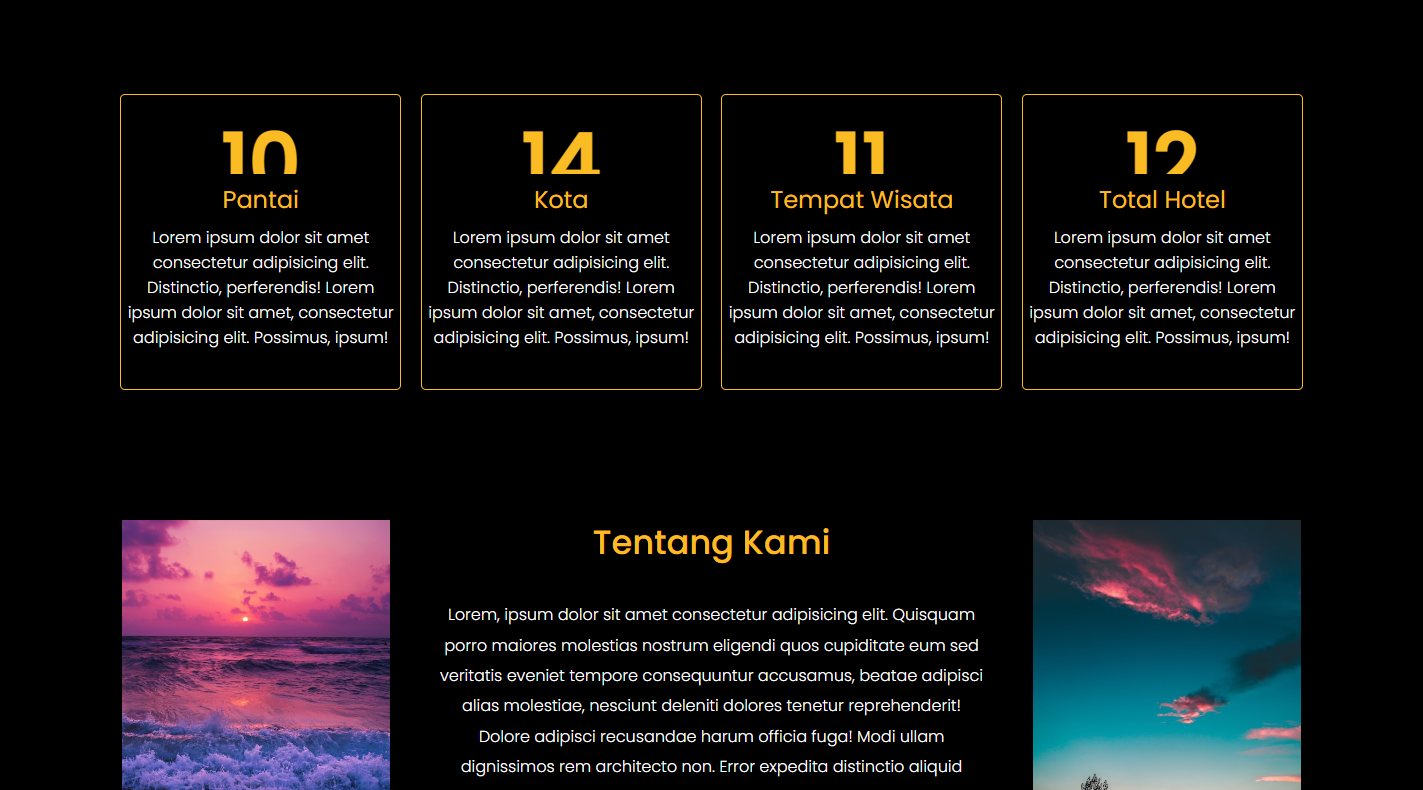 10
Pantai
Lorem ipsum dolor sit amet
consectetur adipisicing elit.
Distinctio, perferendis! Lorem
ipsum dolor sit amet, consectetur
adipisicing elit. Possimus, ipsum!
14
Kota
Lorem ipsum dolor sit amet
consectetur adipisicing elit.
Distinctio, perferendis! Lorem
ipsum dolor sit amet, consectetur
adipisicing elit. Possimus, ipsum!
11
Tempat Wisata
Lorem ipsum dolor sit amet
consectetur adipisicing elit.
Distinctio, perferendis! Lorem
ipsum dolor sit amet, consectetur
adipisicing elit. Possimus, ipsum!
12
Total Hotel
Lorem ipsum dolor sit amet
consectetur adipisicing elit.
Distinctio, perferendis! Lorem
ipsum dolor sit amet, consectetur
adipisicing elit. Possimus, ipsum!
Tentang Kami
Lorem, ipsum dolor sit amet consectetur adipisicing elit. Quisquam
porro maiores molestias nostrum eligendi quos cupiditate eum sed
veritatis eveniet tempore consequuntur accusamus, beatae adipisci
alias molestiae, nesciunt deleniti dolores tenetur reprehenderit!
Dolore adipisci recusandae harum officia fuga! Modi ullam
dignissimos rem architecto non. Error expedita distinctio aliquid